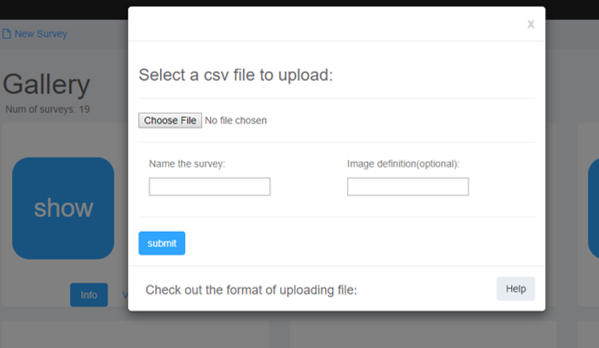 x
New Survey
Select a csv file to upload:
Gallery
Num of surveys: 19
Choose File No file chosen
Name the survey: Image definition(optional):
show
submit
Info V
Check out the format of uploading file: Help